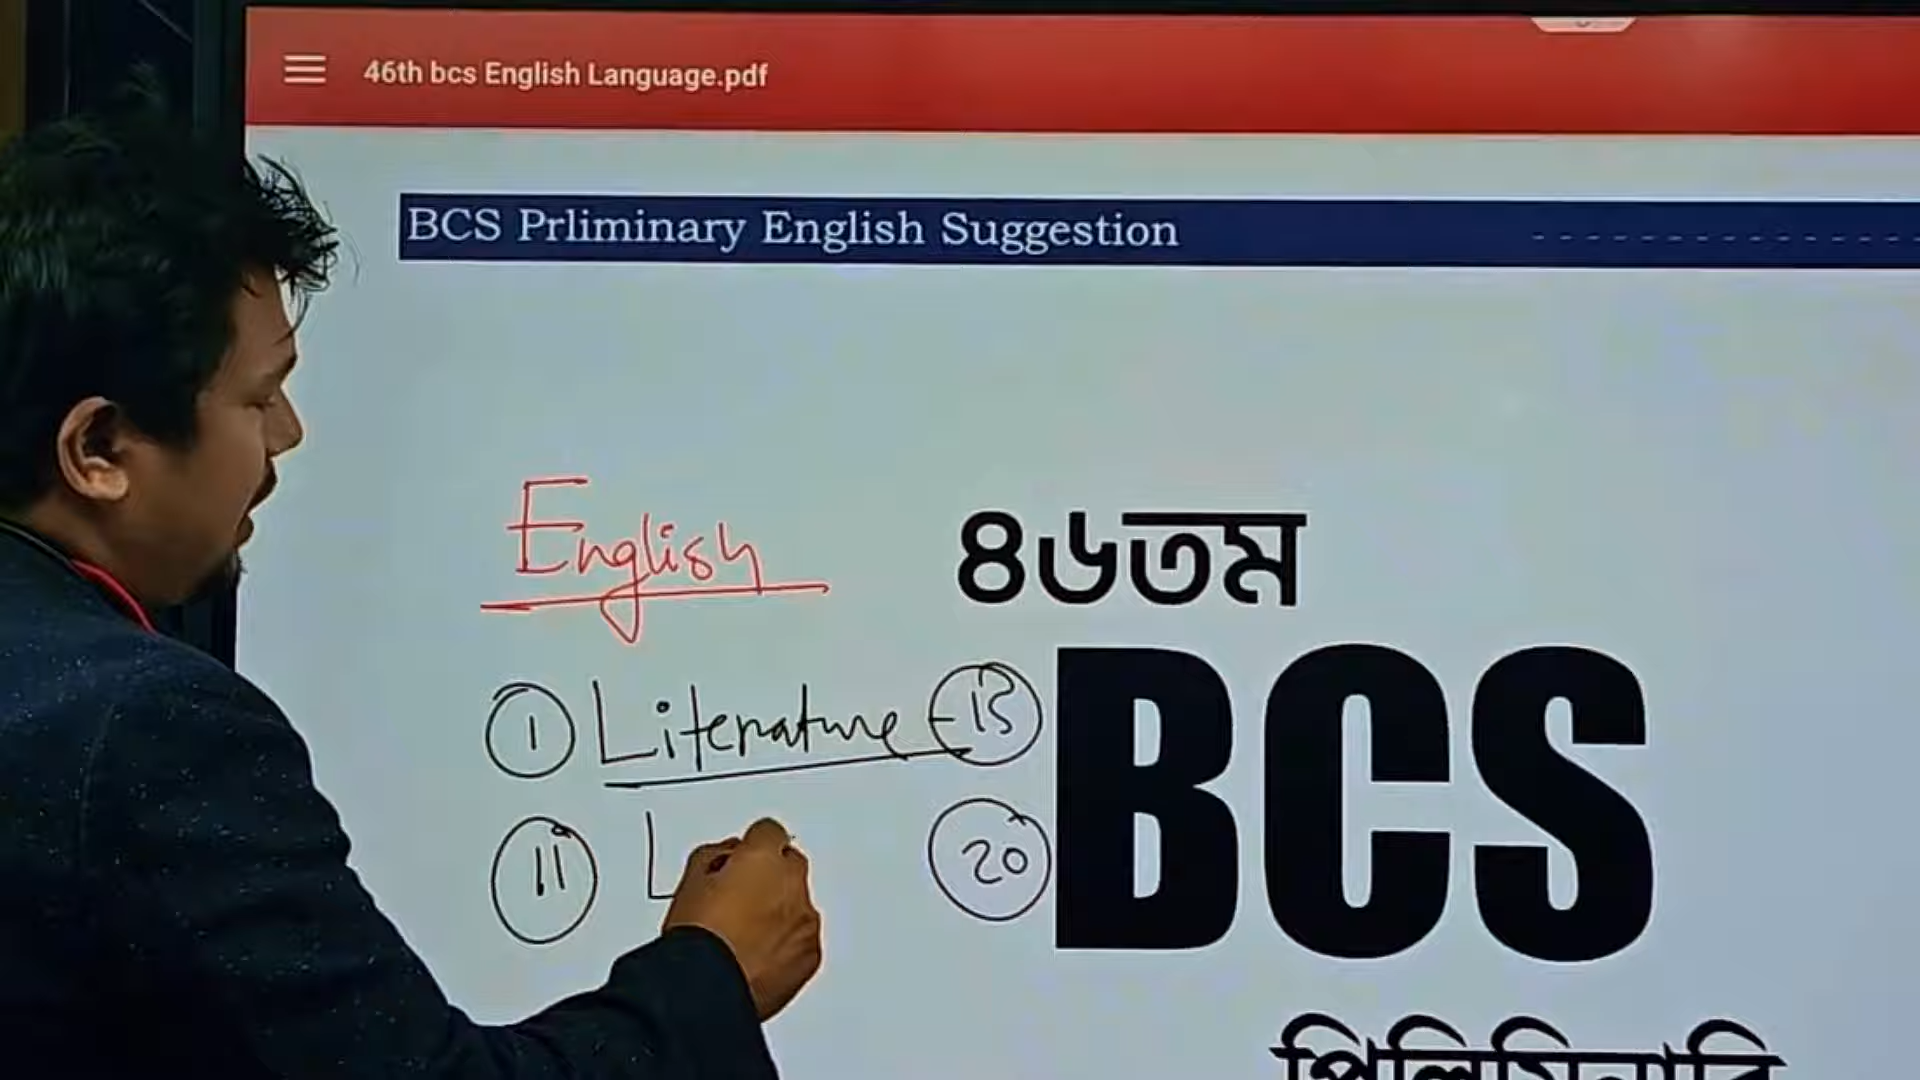 46th bcs English Language.pdf
BCS Prliminary English Suggestion
English
৪৬তম
1 Literature - 15
BCS
11 L 20
প্রিলিমিনারি